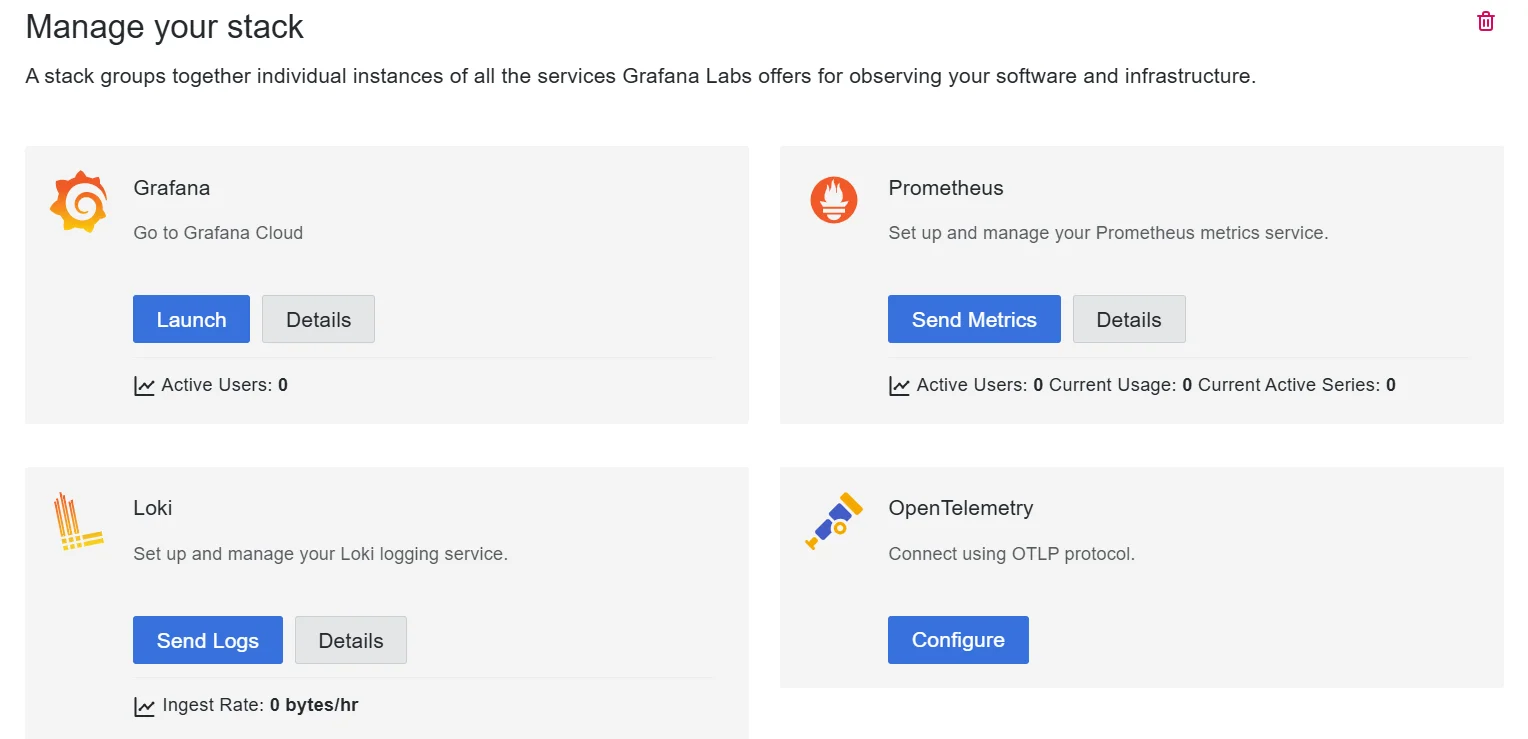 Manage your stack
A stack groups together individual instances of all the services Grafana Labs offers for observing your software and infrastructure.
Grafana
Go to Grafana Cloud
Launch Details
Active Users: 0
Prometheus
Set up and manage your Prometheus metrics service.
Send Metrics Details
Active Users: 0 Current Usage: 0 Current Active Series: 0
Loki
Set up and manage your Loki logging service.
Send Logs Details
Ingest Rate: 0 bytes/hr
OpenTelemetry
Connect using OTLP protocol.
Configure